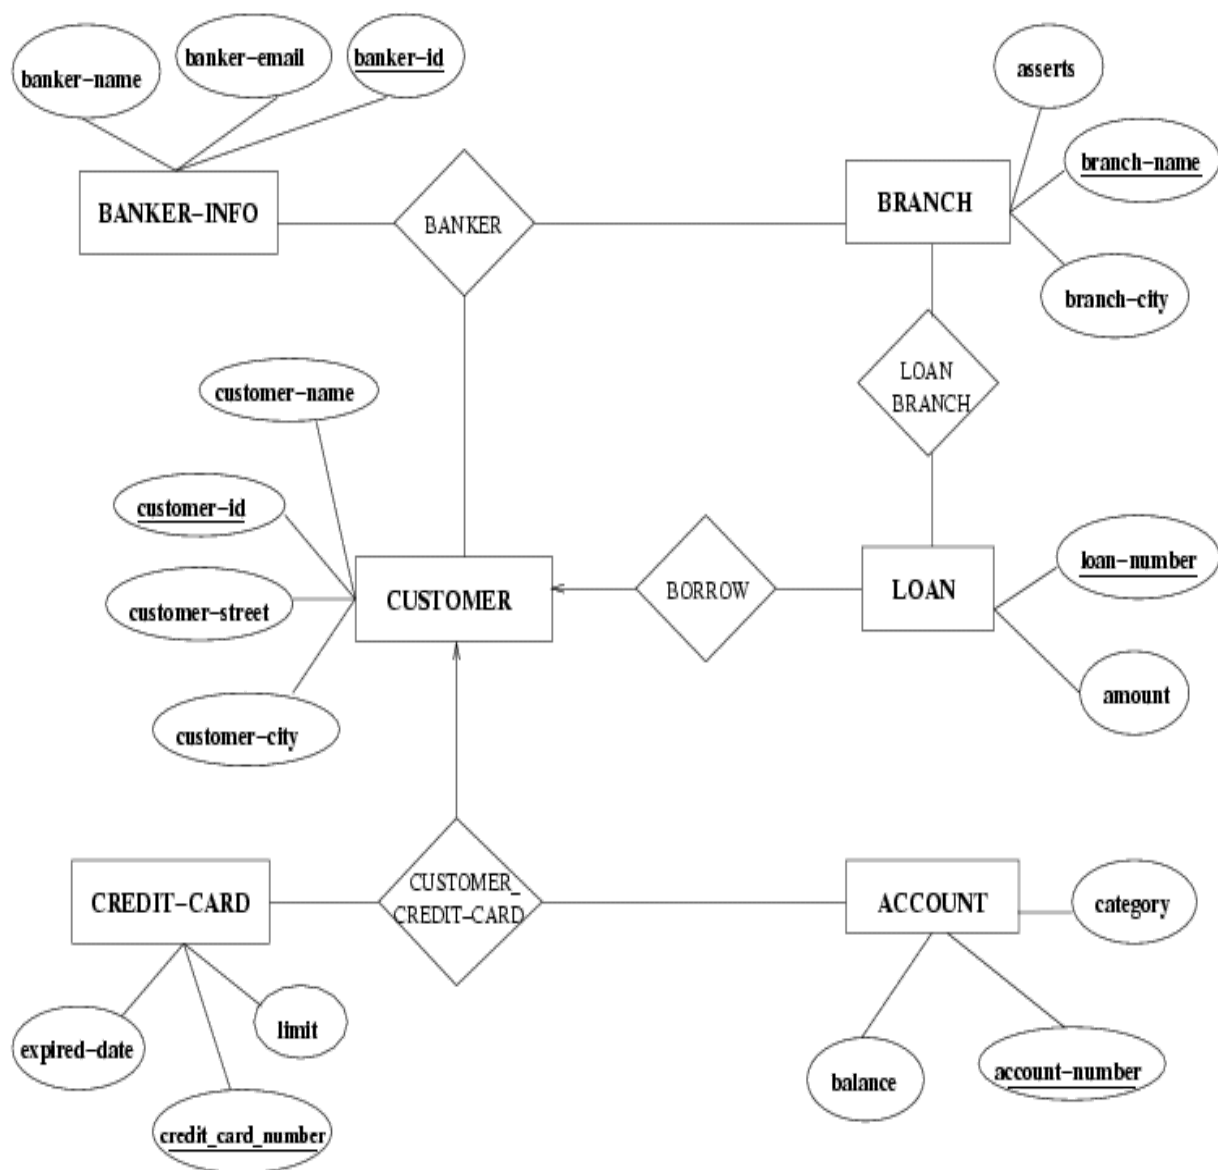 banker-name
banker-email
banker-id
asserts
branch-name
branch-city
BANKER-INFO
BANKER
BRANCH
LOAN
BRANCH
customer-name
customer-id
customer-street
customer-city
CUSTOMER
BORROW
LOAN
loan-number
amount
CREDIT-CARD
CUSTOMER_
CREDIT-CARD
ACCOUNT
category
expired-date
limit
credit_card_number
balance
account-number